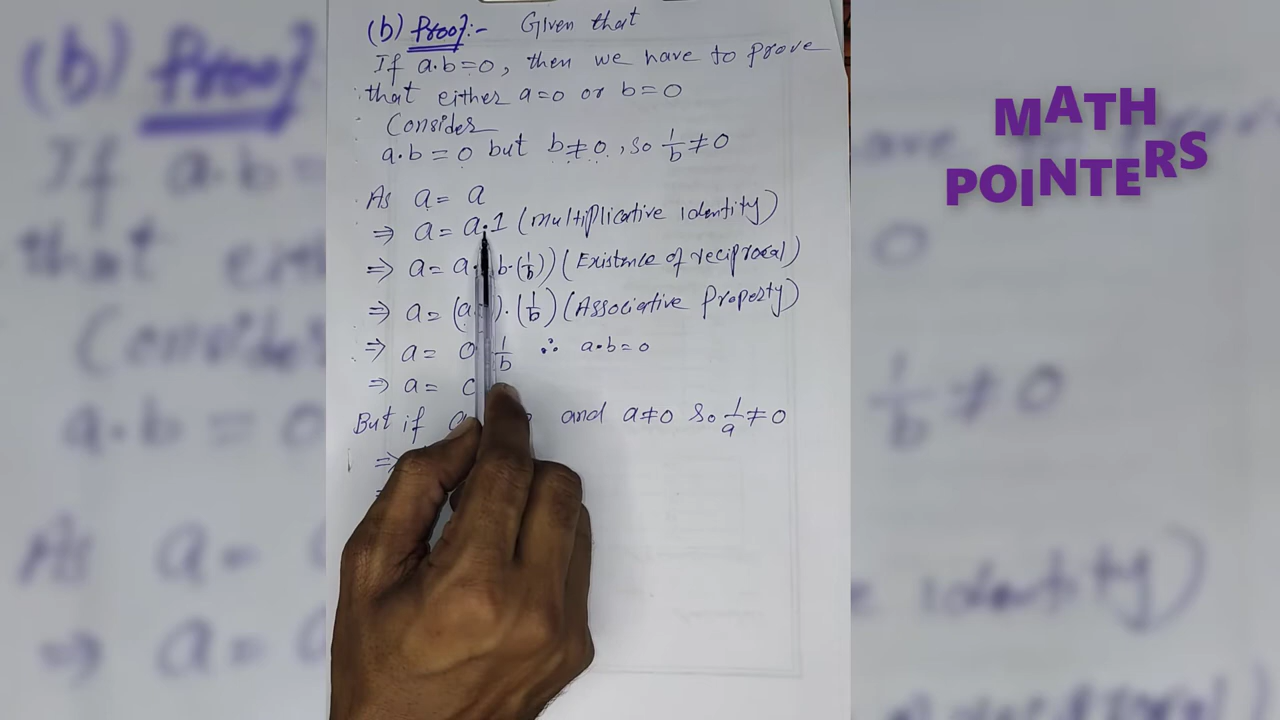 (b) Proof:- Given that
If a·b=0, then we have to prove
that either a=0 or b=0
Consider
a·b=0 but b≠0, so 1/b≠0
As a = a
⇒ a = a·1 (Multiplicative Identity)
⇒ a = a· b·(1/b)) (Existence of reciprocal)
⇒ a = (a )·(1/b) (Associative Property)
⇒ a = 0 1/b ∴ a·b=0
⇒ a =
But if a and a≠0 so 1/a≠0
⇒
MATH
POINTERS